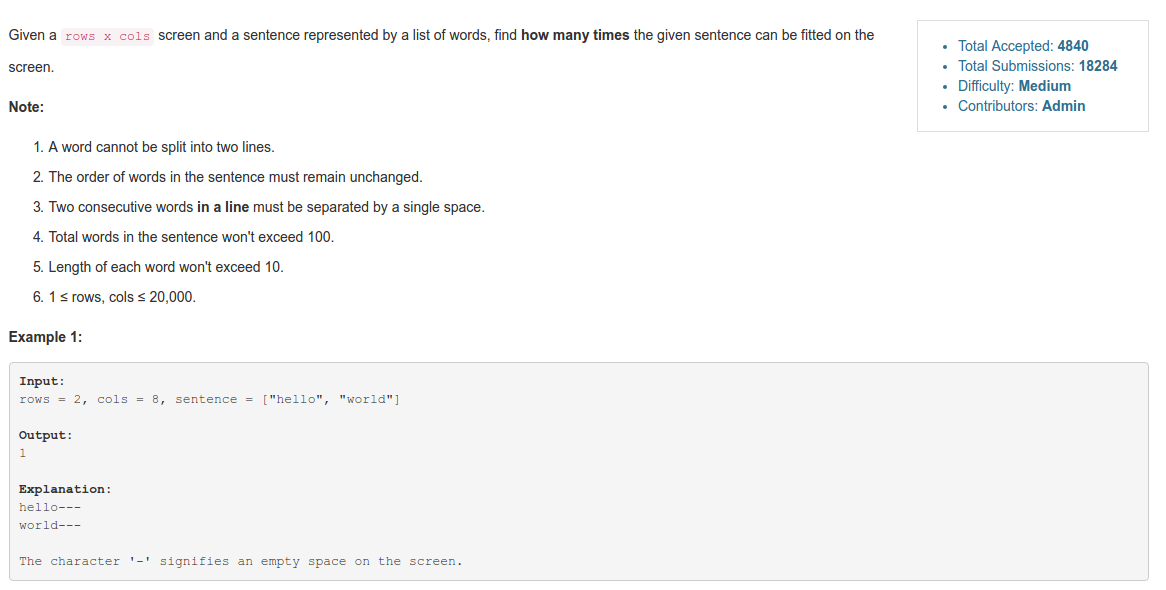 Given a rows x cols screen and a sentence represented by a list of words, find how many times the given sentence can be fitted on the
screen.
Total Accepted: 4840
Total Submissions: 18284
Difficulty: Medium
Contributors: Admin
Note:
1. A word cannot be split into two lines.
2. The order of words in the sentence must remain unchanged.
3. Two consecutive words in a line must be separated by a single space.
4. Total words in the sentence won't exceed 100.
5. Length of each word won't exceed 10.
6. 1 ≤ rows, cols ≤ 20,000.
Example 1:
Input:
rows = 2, cols = 8, sentence = ["hello", "world"]
Output:
1
Explanation:
hello---
world---
The character '-' signifies an empty space on the screen.